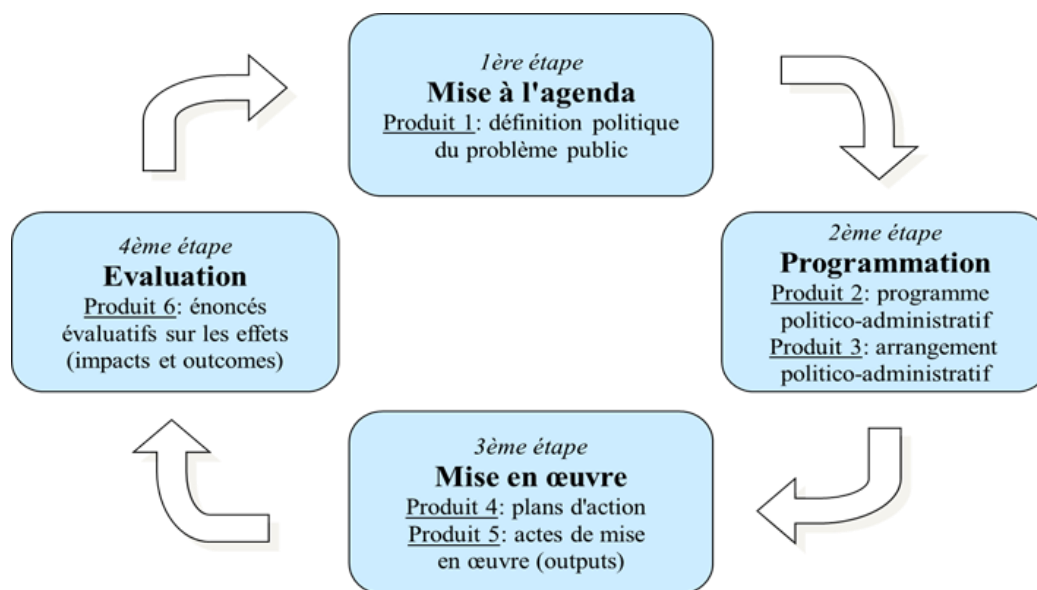 1ère étape
Mise à l'agenda
Produit 1: définition politique
du problème public
2ème étape
Programmation
Produit 2: programme
politico-administratif
Produit 3: arrangement
politico-administratif
3ème étape
Mise en œuvre
Produit 4: plans d'action
Produit 5: actes de mise
en œuvre (outputs)
4ème étape
Evaluation
Produit 6: énoncés
évaluatifs sur les effets
(impacts et outcomes)